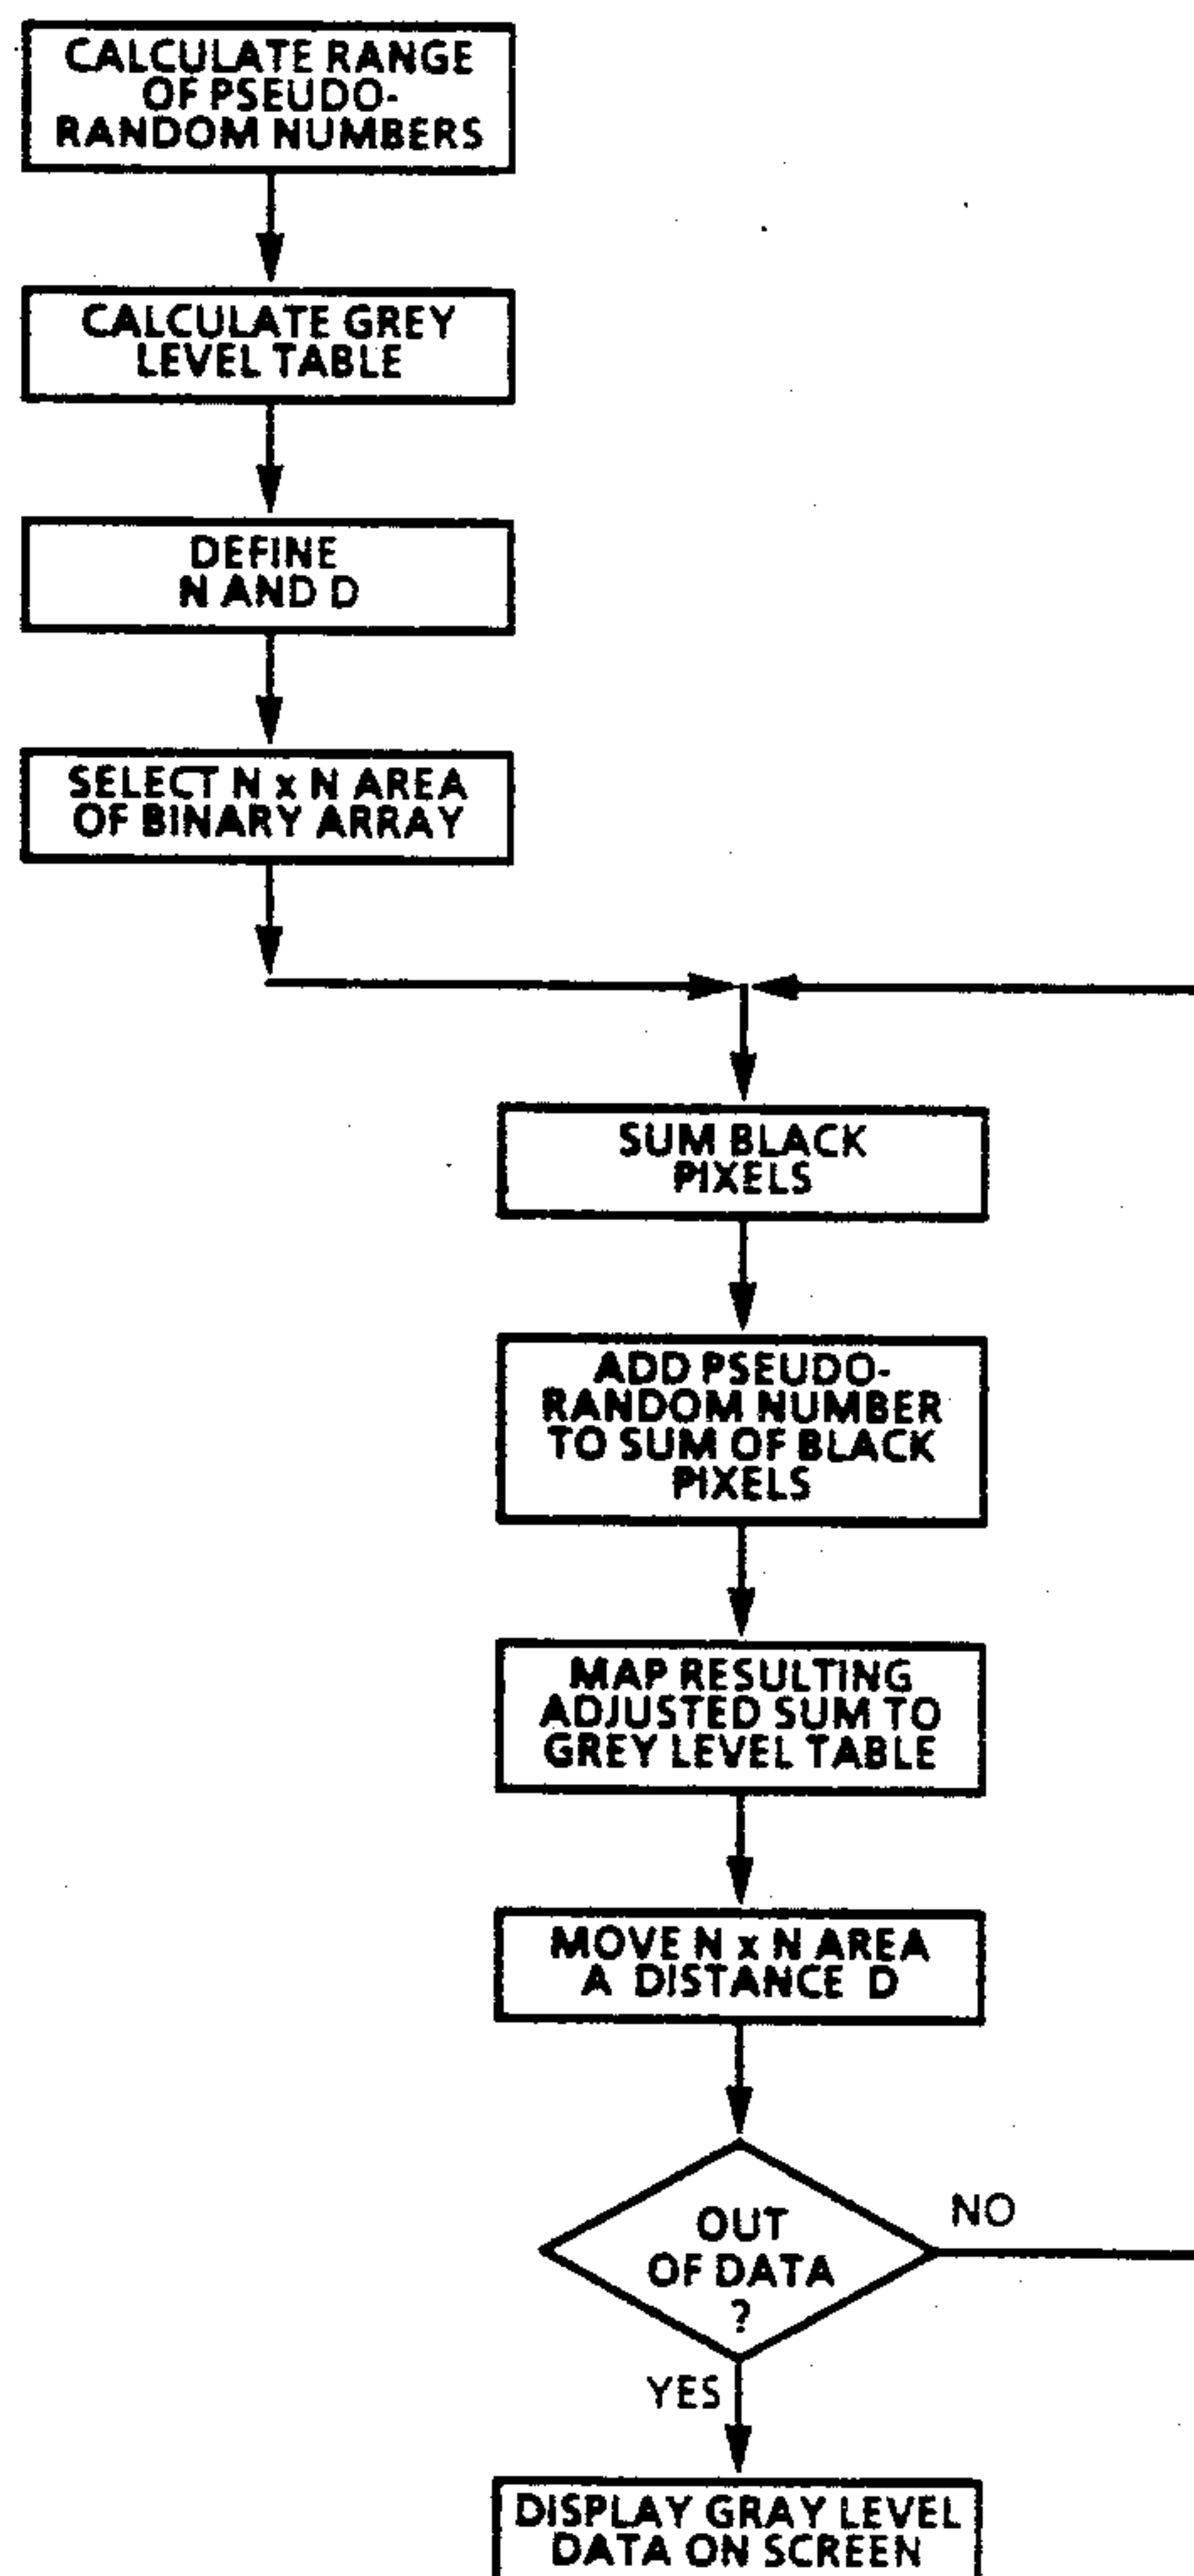 CALCULATE RANGE
OF PSEUDO-
RANDOM NUMBERS
CALCULATE GREY
LEVEL TABLE
DEFINE
N AND D
SELECT N x N AREA
OF BINARY ARRAY
SUM BLACK
PIXELS
ADD PSEUDO-
RANDOM NUMBER
TO SUM OF BLACK
PIXELS
MAP RESULTING
ADJUSTED SUM TO
GREY LEVEL TABLE
MOVE N x N AREA
A DISTANCE D
OUT
OF DATA
?
NO
YES
DISPLAY GRAY LEVEL
DATA ON SCREEN